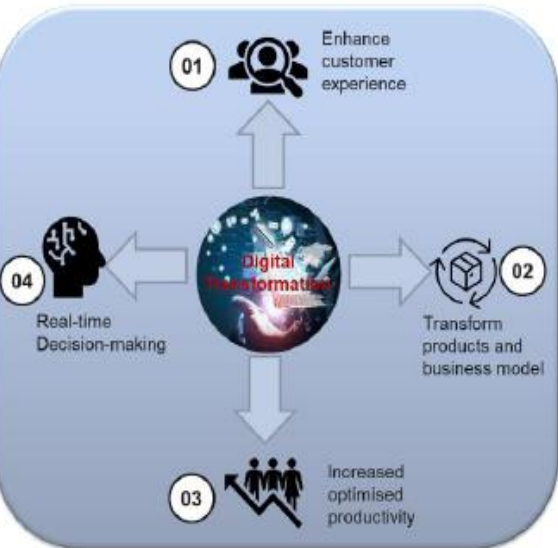 01
Enhance
customer
experience
Digital
Transformation
02
Transform
products and
business model
03
Increased
optimised
productivity
04
Real-time
Decision-making